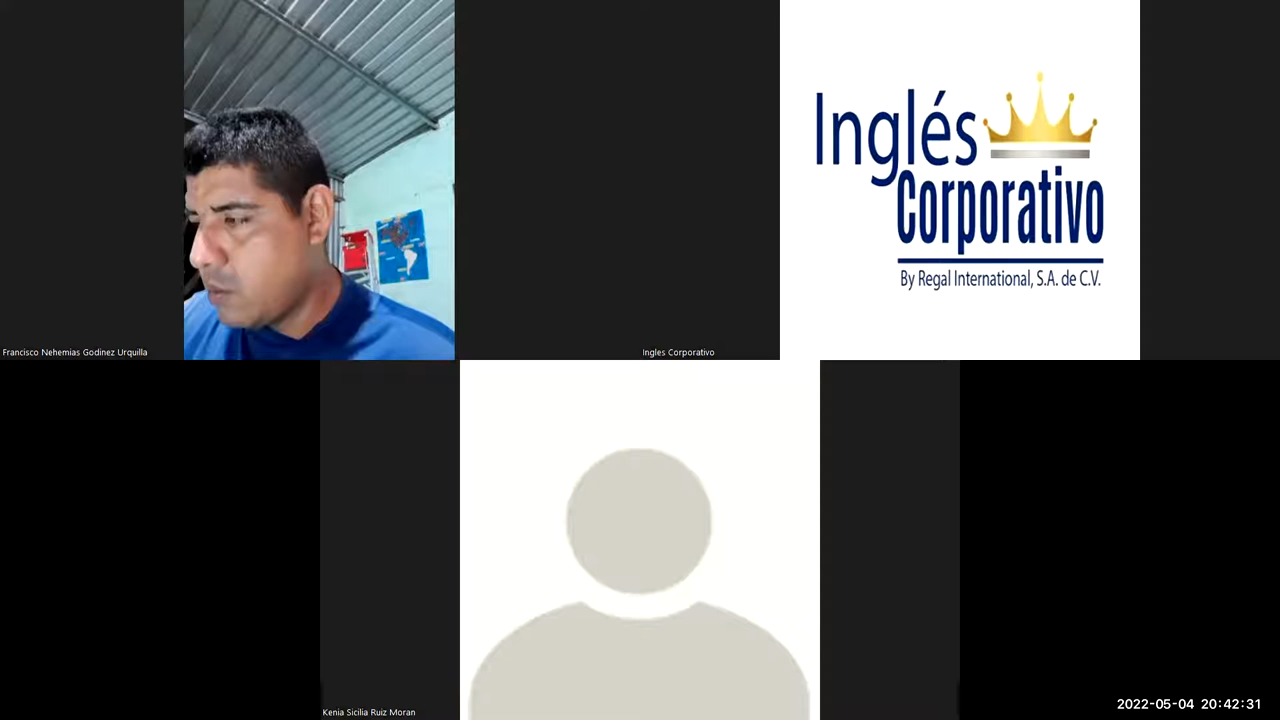 Inglés
Corporativo
By Regal International, S.A. de C.V.
Francisco Nehemias Godinez Urquilla
Ingles Corporativo
Kenia Sicilia Ruiz Moran
2022-05-04 20:42:31